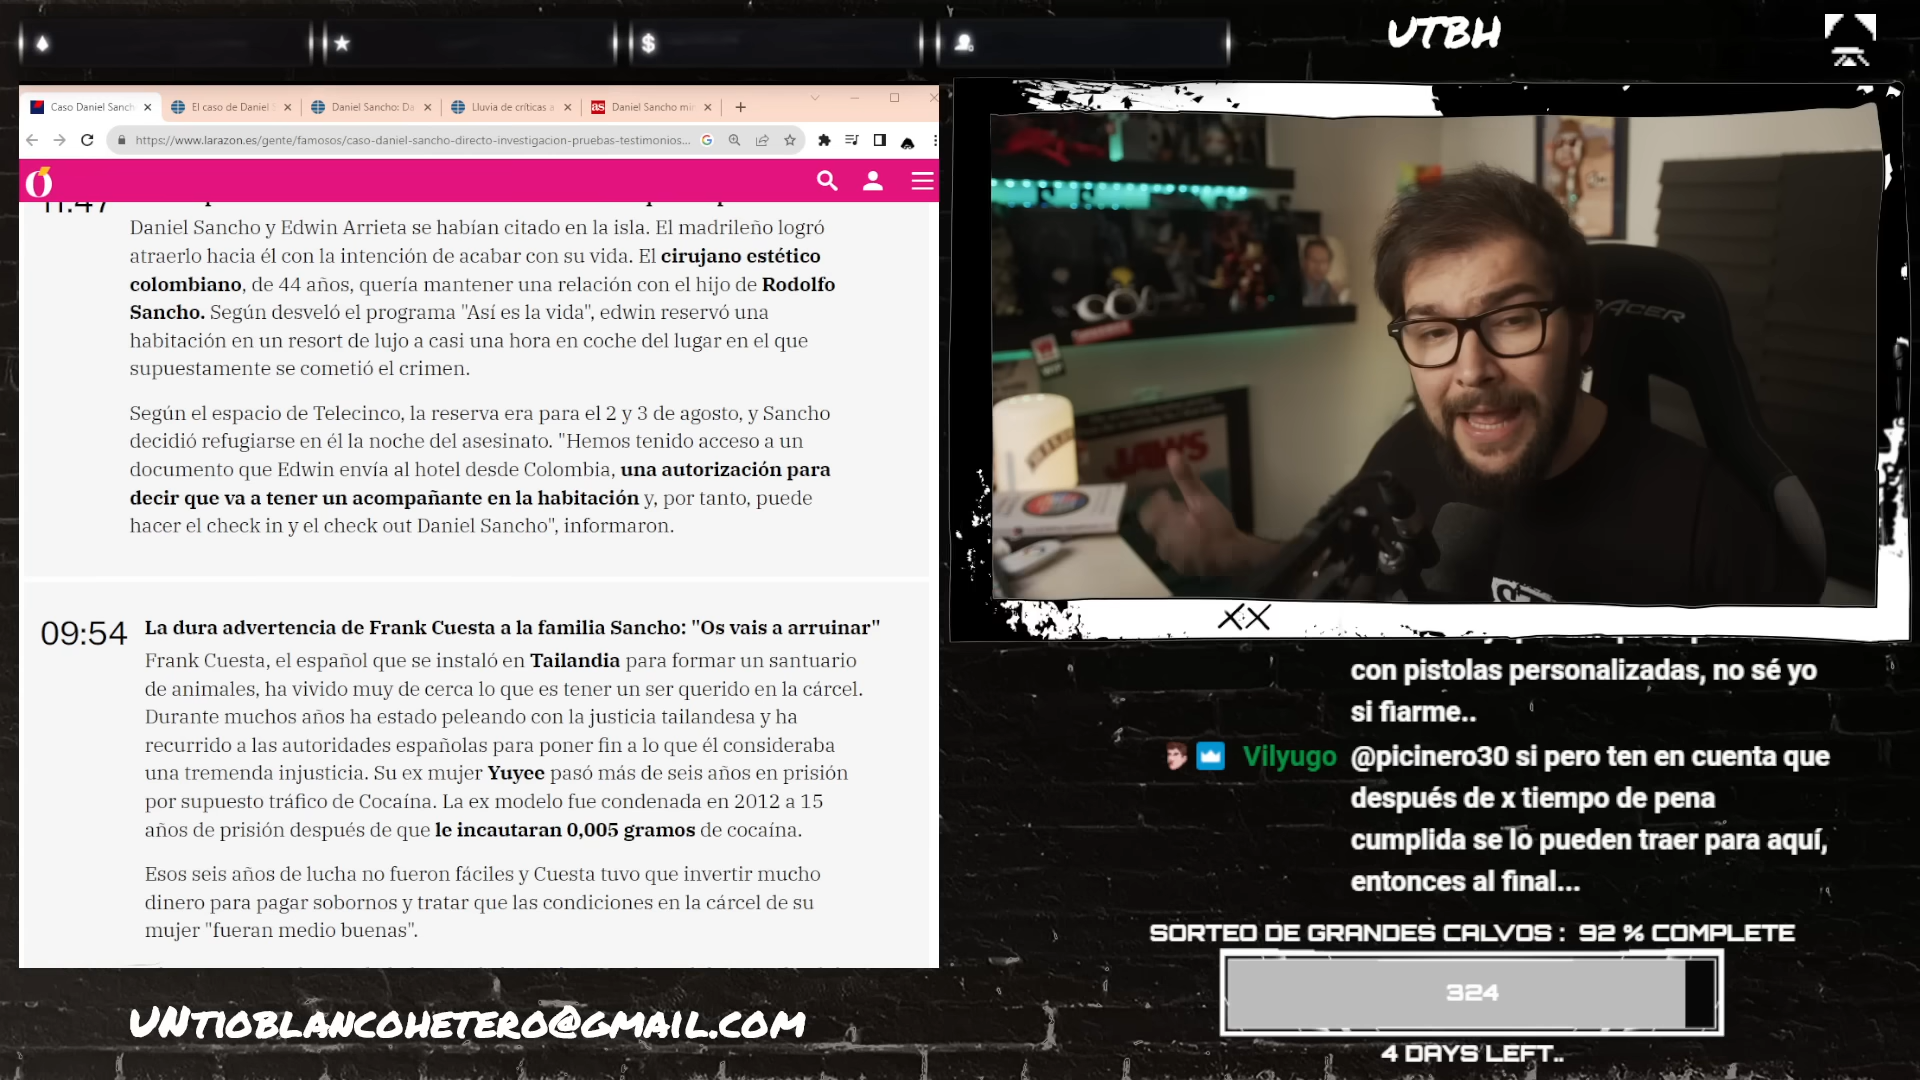 UTBH
Caso Daniel Sanch
El caso de Daniel
Daniel Sancho: Da
Lluvia de críticas a
as
Daniel Sancho mi
https://www.larazon.es/gente/famosos/caso-daniel-sancho-directo-investigacion-pruebas-testimonios...
11:47
Daniel Sancho y Edwin Arrieta se habían citado en la isla. El madrileño logró
atraerlo hacia él con la intención de acabar con su vida. El cirujano estético
colombiano, de 44 años, quería mantener una relación con el hijo de Rodolfo
Sancho. Según desveló el programa "Así es la vida", edwin reservó una
habitación en un resort de lujo a casi una hora en coche del lugar en el que
supuestamente se cometió el crimen.
Según el espacio de Telecinco, la reserva era para el 2 y 3 de agosto, y Sancho
decidió refugiarse en él la noche del asesinato. "Hemos tenido acceso a un
documento que Edwin envía al hotel desde Colombia, una autorización para
decir que va a tener un acompañante en la habitación y, por tanto, puede
hacer el check in y el check out Daniel Sancho", informaron.
09:54
La dura advertencia de Frank Cuesta a la familia Sancho: "Os vais a arruinar"
Frank Cuesta, el español que se instaló en Tailandia para formar un santuario
de animales, ha vivido muy de cerca lo que es tener un ser querido en la cárcel.
Durante muchos años ha estado peleando con la justicia tailandesa y ha
recurrido a las autoridades españolas para poner fin a lo que él consideraba
una tremenda injusticia. Su ex mujer Yuyee pasó más de seis años en prisión
por supuesto tráfico de Cocaína. La ex modelo fue condenada en 2012 a 15
años de prisión después de que le incautaran 0,005 gramos de cocaína.
Esos seis años de lucha no fueron fáciles y Cuesta tuvo que invertir mucho
dinero para pagar sobornos y tratar que las condiciones en la cárcel de su
mujer "fueran medio buenas".
UNTIOBLANCOHETERO@GMAIL.COM
JAWS
XX
con pistolas personalizadas, no sé yo
si fiarme..
Vilyugo @picinero30 si pero ten en cuenta que
después de x tiempo de pena
cumplida se lo pueden traer para aquí,
entonces al final...
SORTEO DE GRANDES CALVOS : 92 % COMPLETE
324
4 DAYS LEFT..